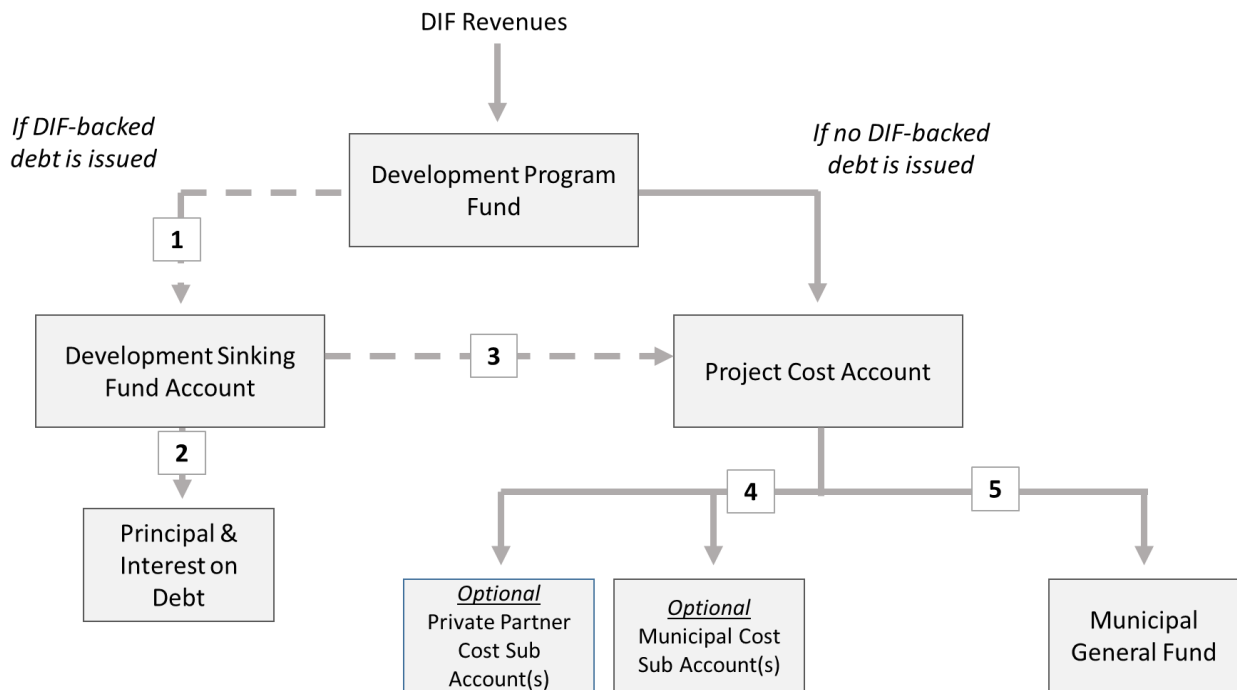 DIF Revenues
If DIF-backed
debt is issued
If no DIF-backed
debt is issued
Development Program
Fund
1
Development Sinking
Fund Account
3
Project Cost Account
2
4
5
Principal &
Interest on
Debt
Optional
Private Partner
Cost Sub
Account(s)
Optional
Municipal Cost
Sub Account(s)
Municipal
General Fund